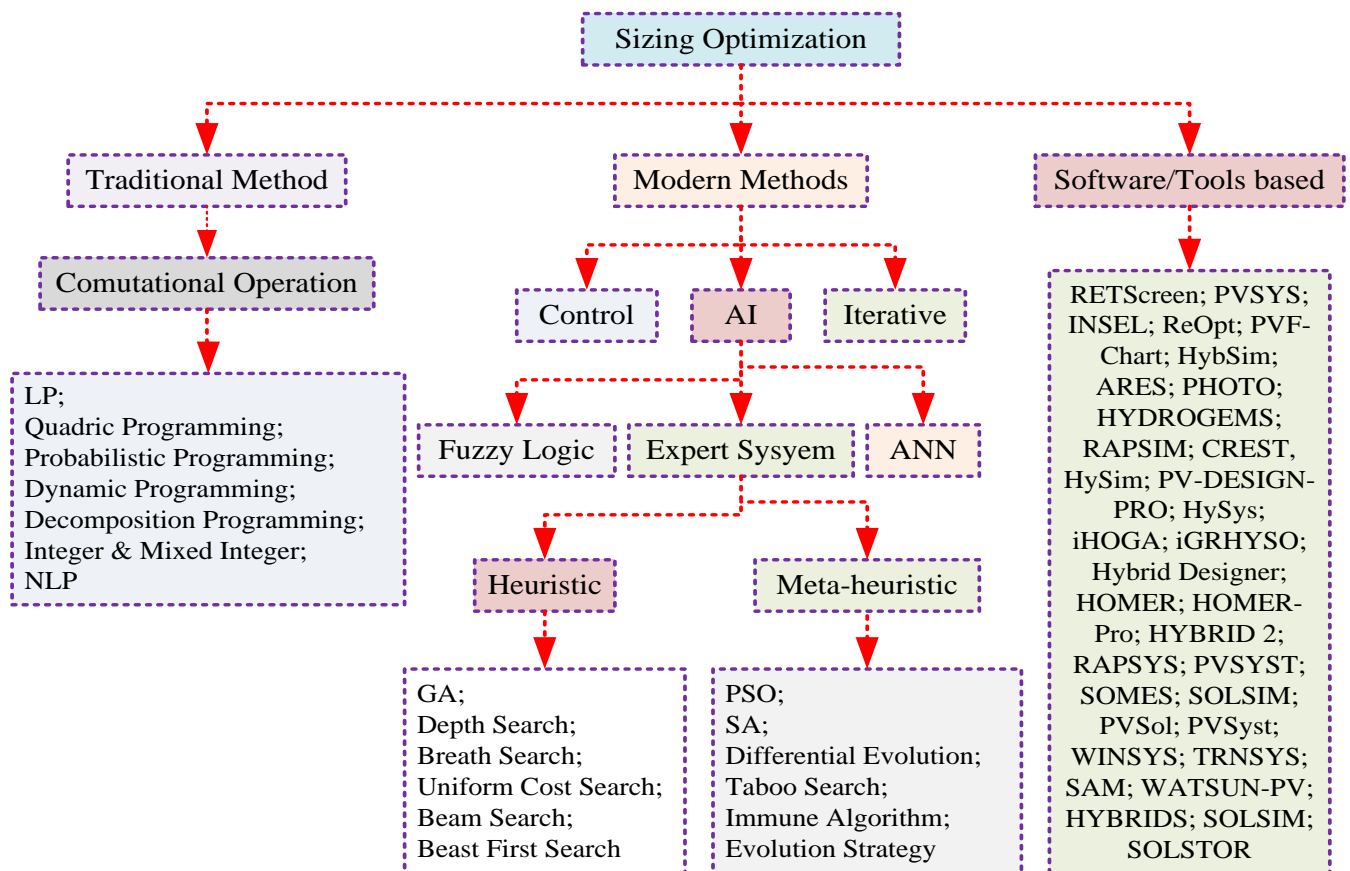 Sizing Optimization
Traditional Method
Modern Methods
Software/Tools based
Comutational Operation
Control
AI
Iterative
LP;
Quadric Programming;
Probabilistic Programming;
Dynamic Programming;
Decomposition Programming;
Integer & Mixed Integer;
NLP
Fuzzy Logic
Expert Sysyem
ANN
Heuristic
Meta-heuristic
GA;
Depth Search;
Breath Search;
Uniform Cost Search;
Beam Search;
Beast First Search
PSO;
SA;
Differential Evolution;
Taboo Search;
Immune Algorithm;
Evolution Strategy
RETScreen; PVSYS;
INSEL; ReOpt; PVF-
Chart; HybSim;
ARES; PHOTO;
HYDROGEMS;
RAPSIM; CREST,
HySim; PV-DESIGN-
PRO; HySys;
iHOGA; iGRHYSO;
Hybrid Designer;
HOMER; HOMER-
Pro; HYBRID 2;
RAPSYS; PVSYST;
SOMES; SOLSIM;
PVSol; PVSyst;
WINSYS; TRNSYS;
SAM; WATSUN-PV;
HYBRIDS; SOLSIM;
SOLSTOR